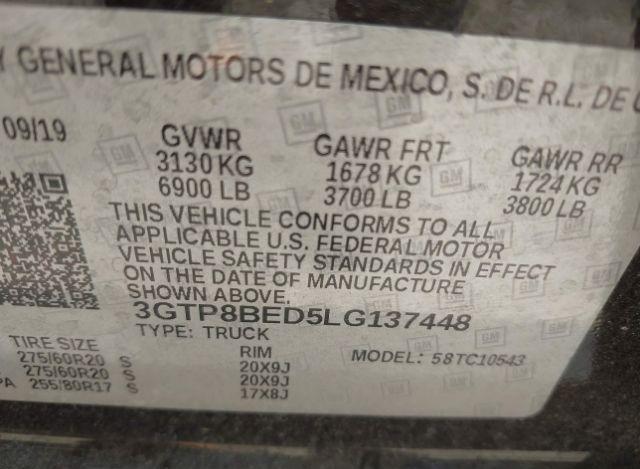 Y GENERAL MOTORS DE MEXICO, S. DE R.L. DE C
09/19 GVWR GAWR FRT GAWR RR
3130 KG 1678 KG 1724 KG
6900 LB 3700 LB 3800 LB
THIS VEHICLE CONFORMS TO ALL
APPLICABLE U.S. FEDERAL MOTOR
VEHICLE SAFETY STANDARDS IN EFFECT
ON THE DATE OF MANUFACTURE
SHOWN ABOVE.
3GTP8BED5LG137448
TYPE: TRUCK MODEL: 58TC10543
TIRE SIZE RIM
275/60R20 S 20X9J
275/60R20 S 20X9J
PA 255/80R17 S 17X8J